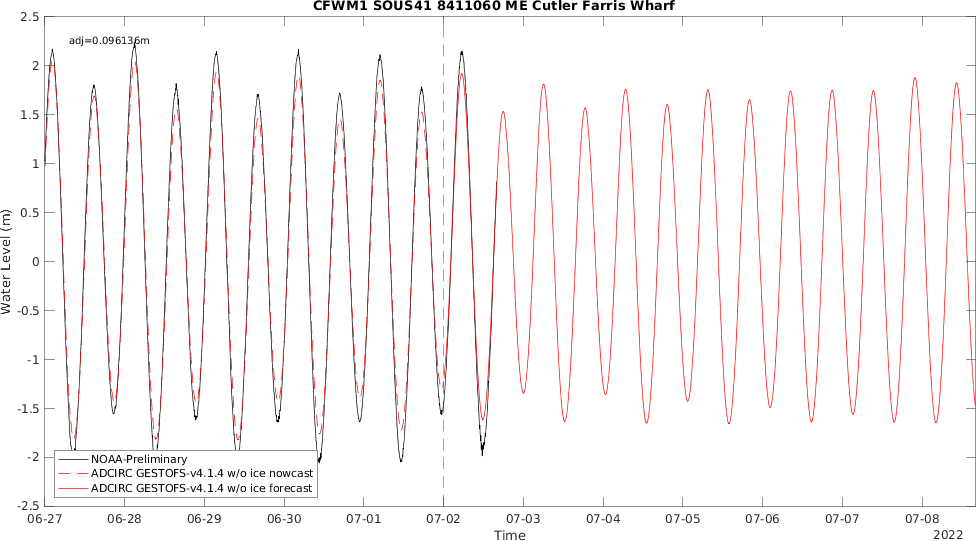 CFWM1 SOUS41 8411060 ME Cutler Farris Wharf
adj=0.096136m
2.5
2
1.5
1
0.5
0
-0.5
-1
-1.5
-2
-2.5
Water Level (m)
NOAA-Preliminary
ADCIRC GESTOFS-v4.1.4 w/o ice nowcast
ADCIRC GESTOFS-v4.1.4 w/o ice forecast
06-27 06-28 06-29 06-30 07-01 07-02 07-03 07-04 07-05 07-06 07-07 07-08
Time
2022